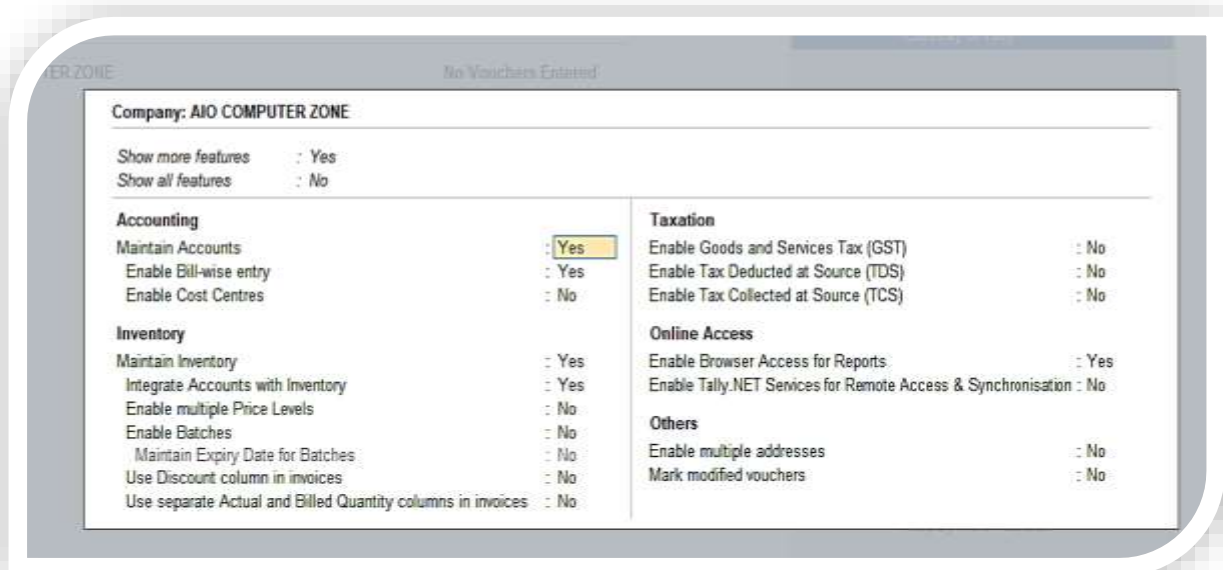 TER ZONE No Vouchers Entered
Company: AIO COMPUTER ZONE
Show more features : Yes
Show all features : No
Accounting
Maintain Accounts : Yes
Enable Bill-wise entry : Yes
Enable Cost Centres : No
Inventory
Maintain Inventory : Yes
Integrate Accounts with Inventory : Yes
Enable multiple Price Levels : No
Enable Batches : No
Maintain Expiry Date for Batches : No
Use Discount column in invoices : No
Use separate Actual and Billed Quantity columns in invoices : No
Taxation
Enable Goods and Services Tax (GST) : No
Enable Tax Deducted at Source (TDS) : No
Enable Tax Collected at Source (TCS) : No
Online Access
Enable Browser Access for Reports : Yes
Enable Tally.NET Services for Remote Access & Synchronisation : No
Others
Enable multiple addresses : No
Mark modified vouchers : No